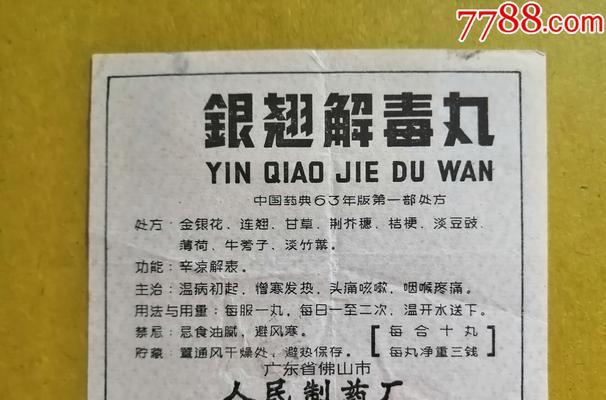 7788.com
銀翘解毒丸
YIN QIAO JIE DU WAN
中国葯典63年版第一部处方
处方：金銀花、连翘、甘草、荆芥穗、桔梗、淡豆豉、
薄荷、牛蒡子、淡竹葉。
功能：辛凉解表。
主治：温病初起，憎寒发热，头痛咳嗽，咽喉疼痛。
用法与用量：每服一丸，每日一至二次，温开水送下。
禁忌：忌食油腻，避风寒。
每合十丸
贮藏：置通风干燥处，避热保存。
每丸净重三錢
广东省佛山市
人民制葯厂